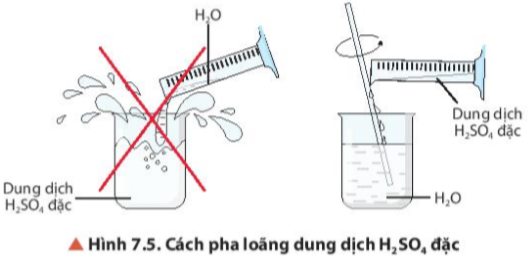 H₂O
Dung dịch
H₂SO₄ đặc
Dung dịch
H₂SO₄ đặc
H₂O
▲ Hình 7.5. Cách pha loãng dung dịch H₂SO₄ đặc